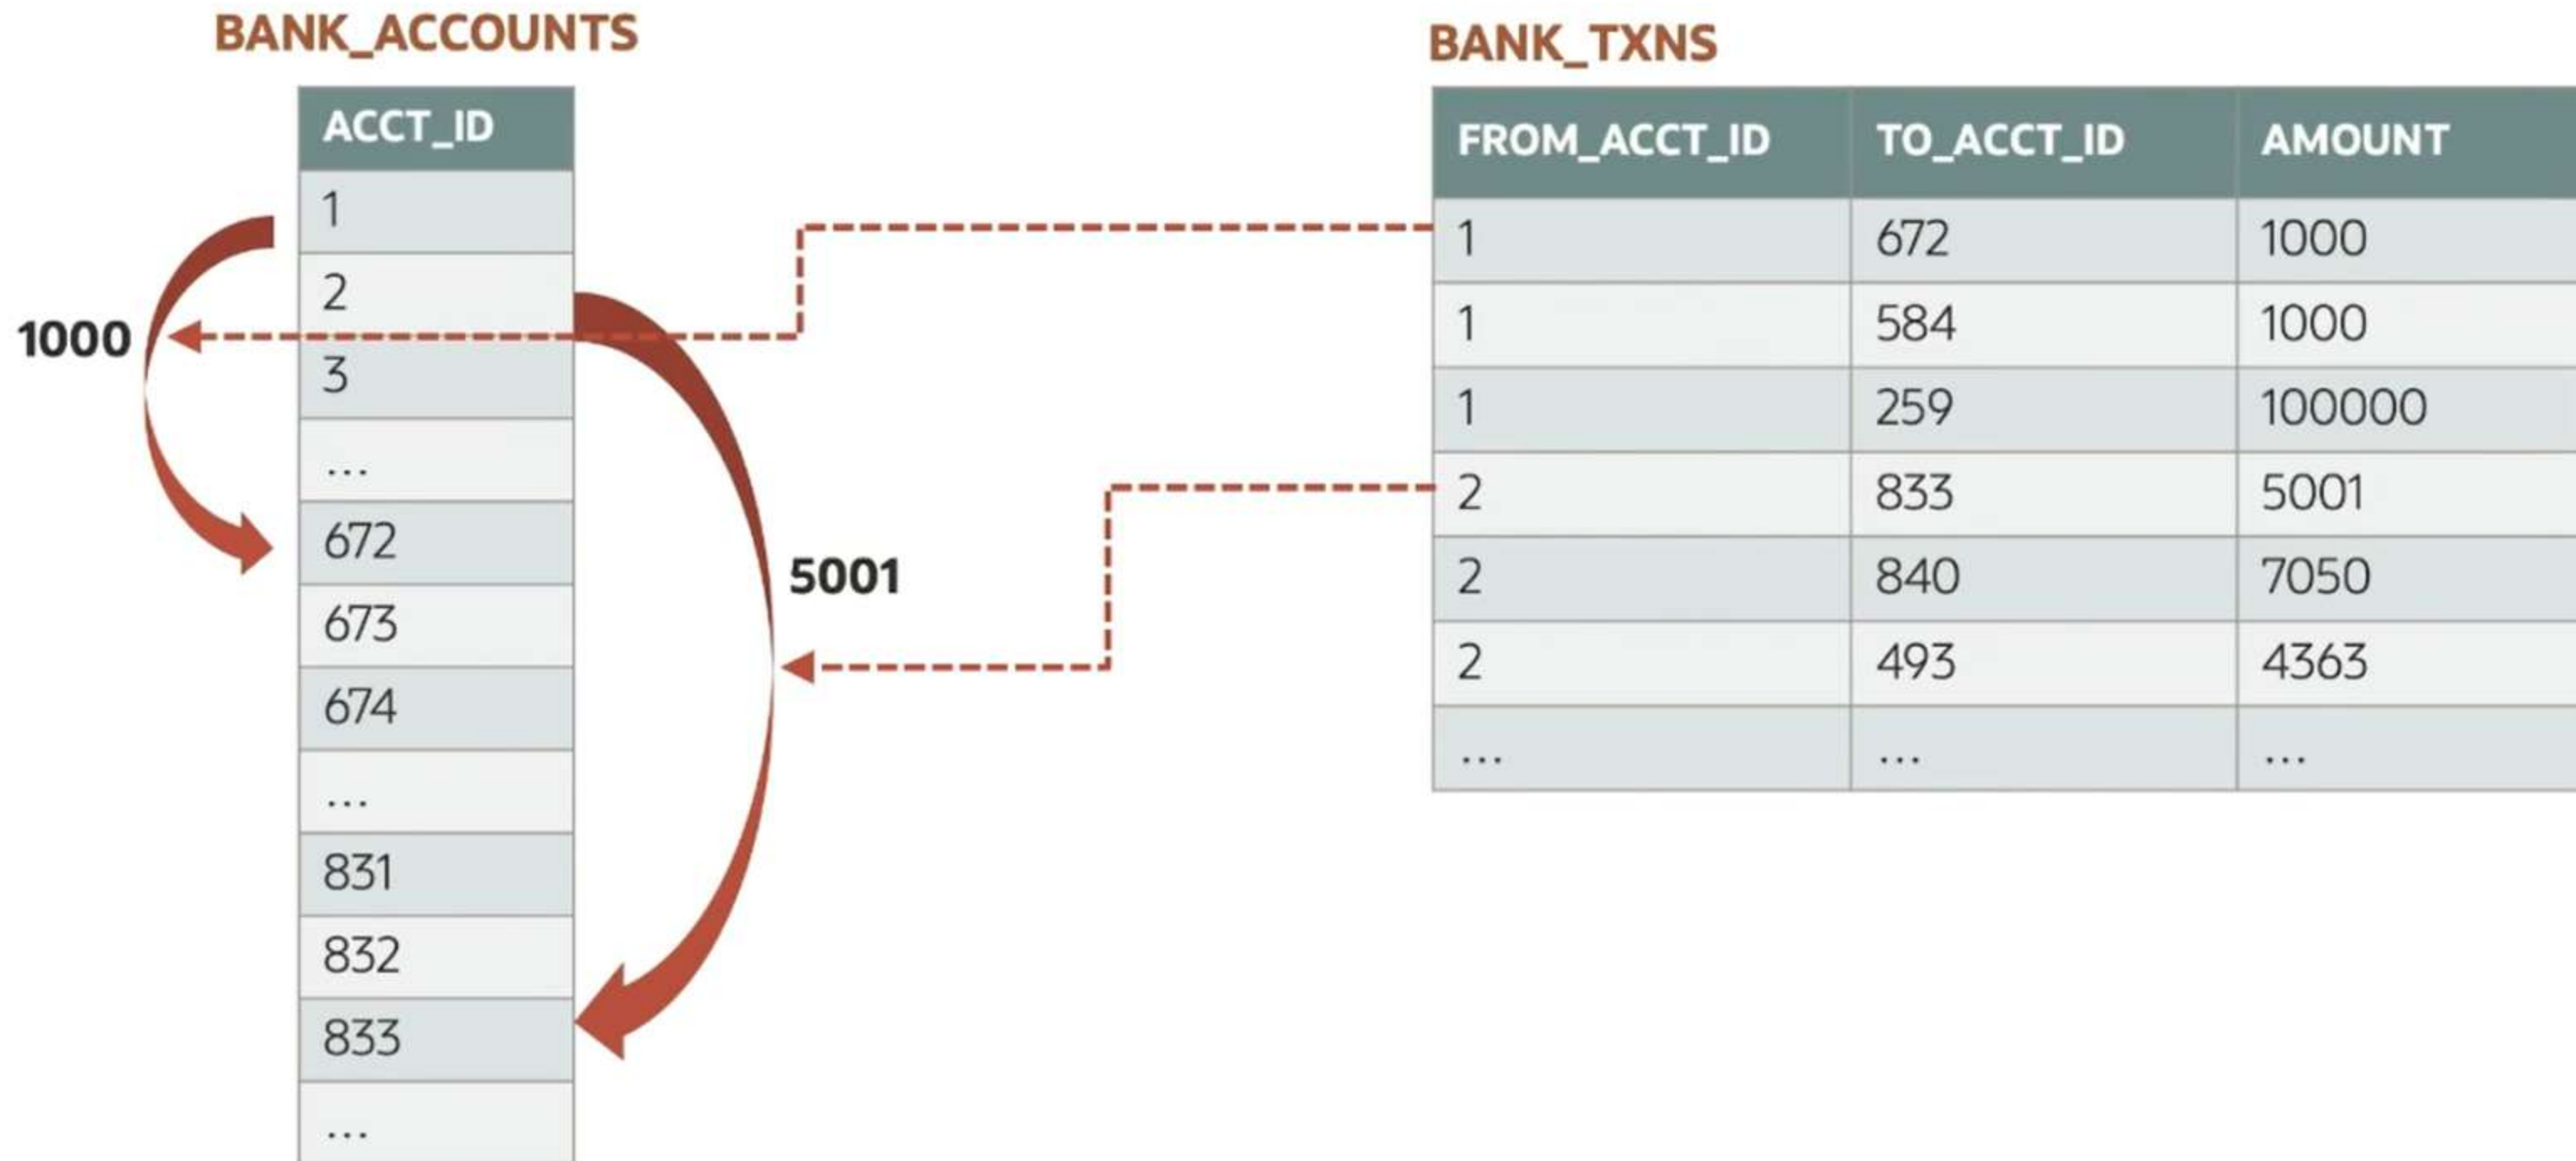 BANK_ACCOUNTS
ACCT_ID
1
2
3
...
672
673
674
...
831
832
833
...
1000
5001
BANK_TXNS
FROM_ACCT_ID TO_ACCT_ID AMOUNT
1 672 1000
1 584 1000
1 259 100000
2 833 5001
2 840 7050
2 493 4363
... ... ...